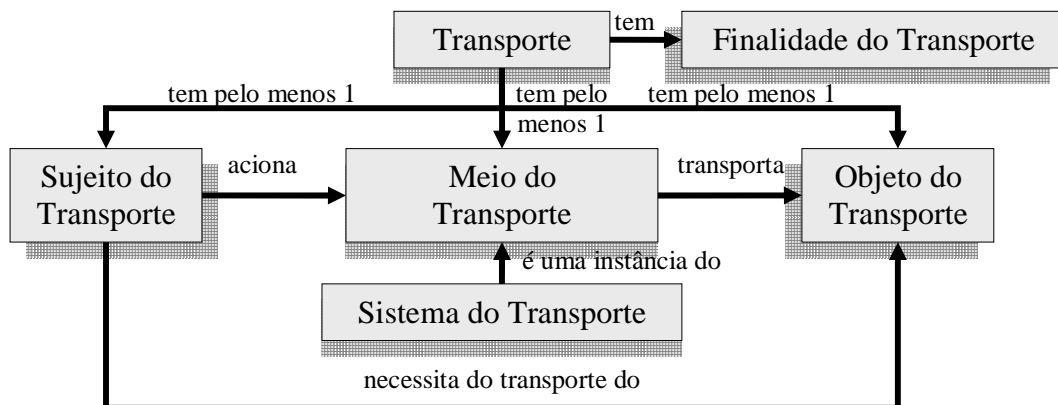 Transporte
tem
Finalidade do Transporte
tem pelo menos 1
tem pelo
menos 1
tem pelo menos 1
Sujeito do
Transporte
aciona
Meio do
Transporte
transporta
Objeto do
Transporte
é uma instância do
Sistema do Transporte
necessita do transporte do